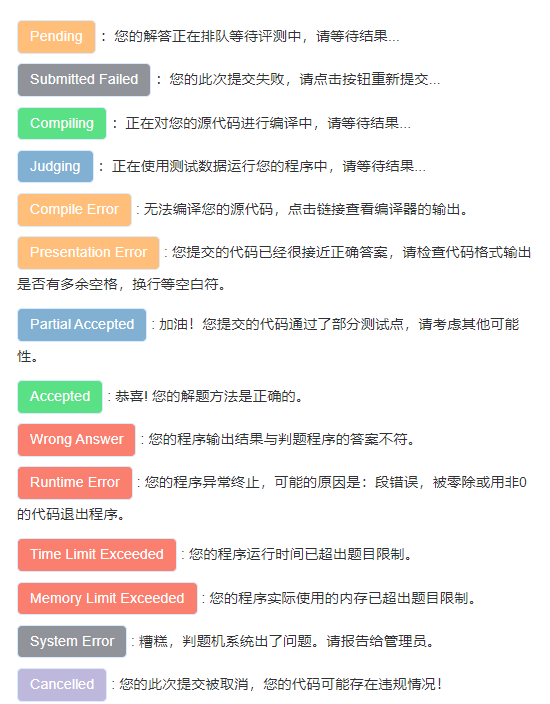 Pending ：您的解答正在排队等待评测中，请等待结果...
Submitted Failed ：您的此次提交失败，请点击按钮重新提交...
Compiling ：正在对您的源代码进行编译中，请等待结果...
Judging ：正在使用测试数据运行您的程序中，请等待结果...
Compile Error : 无法编译您的源代码，点击链接查看编译器的输出。
Presentation Error : 您提交的代码已经很接近正确答案，请检查代码格式输出
是否有多余空格，换行等空白符。
Partial Accepted : 加油！您提交的代码通过了部分测试点，请考虑其他可能
性。
Accepted : 恭喜! 您的解题方法是正确的。
Wrong Answer : 您的程序输出结果与判题程序的答案不符。
Runtime Error : 您的程序异常终止，可能的原因是：段错误，被零除或用非0
的代码退出程序。
Time Limit Exceeded : 您的程序运行时间已超出题目限制。
Memory Limit Exceeded : 您的程序实际使用的内存已超出题目限制。
System Error : 糟糕，判题机系统出了问题。请报告给管理员。
Cancelled : 您的此次提交被取消，您的代码可能存在违规情况！